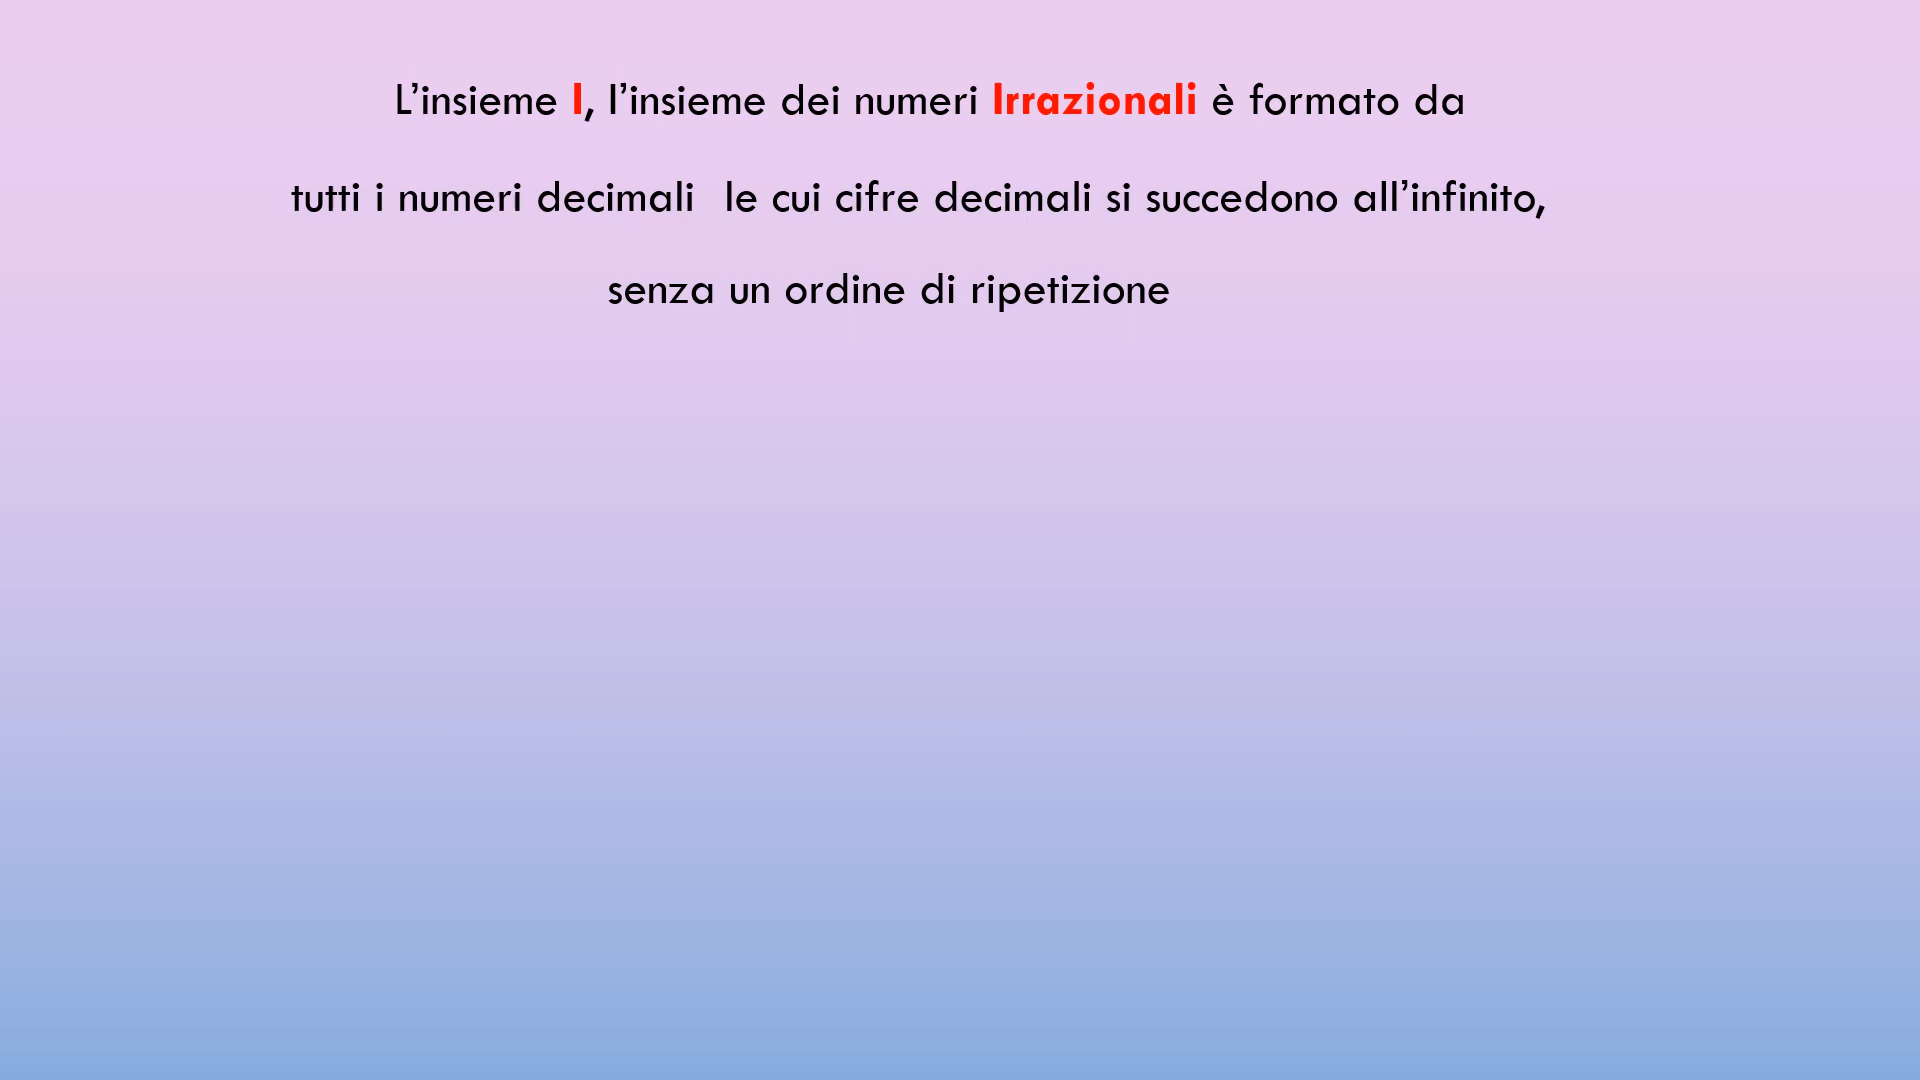 L’insieme I, l’insieme dei numeri Irrazionali è formato da
tutti i numeri decimali  le cui cifre decimali si succedono all’infinito,
senza un ordine di ripetizione